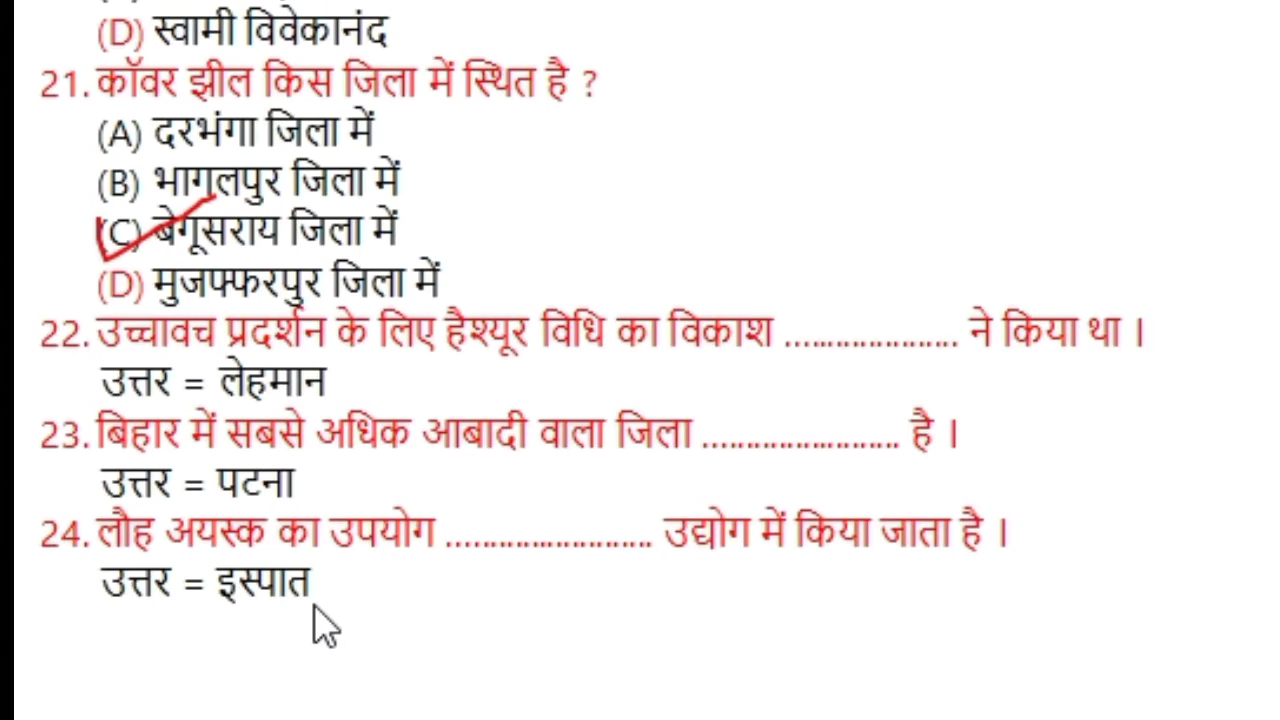 (D) स्वामी विवेकानंद
21. कॉवर झील किस जिला में स्थित है ?
(A) दरभंगा जिला में
(B) भागलपुर जिला में
(C) बेगूसराय जिला में
(D) मुजफ्फरपुर जिला में
22. उच्चावच प्रदर्शन के लिए हैश्यूर विधि का विकाश ...................... ने किया था ।
उत्तर = लेहमान
23. बिहार में सबसे अधिक आबादी वाला जिला ........................ है ।
उत्तर = पटना
24. लौह अयस्क का उपयोग ......................... उद्योग में किया जाता है ।
उत्तर = इस्पात